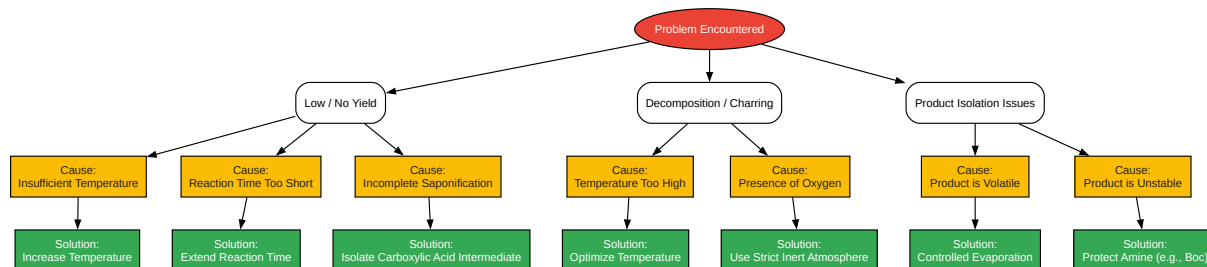 Problem Encountered
Low / No Yield
Decomposition / Charring
Product Isolation Issues
Cause:
Insufficient Temperature
Cause:
Reaction Time Too Short
Cause:
Incomplete Saponification
Cause:
Temperature Too High
Cause:
Presence of Oxygen
Cause:
Product is Volatile
Cause:
Product is Unstable
Solution:
Increase Temperature
Solution:
Extend Reaction Time
Solution:
Isolate Carboxylic Acid Intermediate
Solution:
Optimize Temperature
Solution:
Use Strict Inert Atmosphere
Solution:
Controlled Evaporation
Solution:
Protect Amine (e.g., Boc)